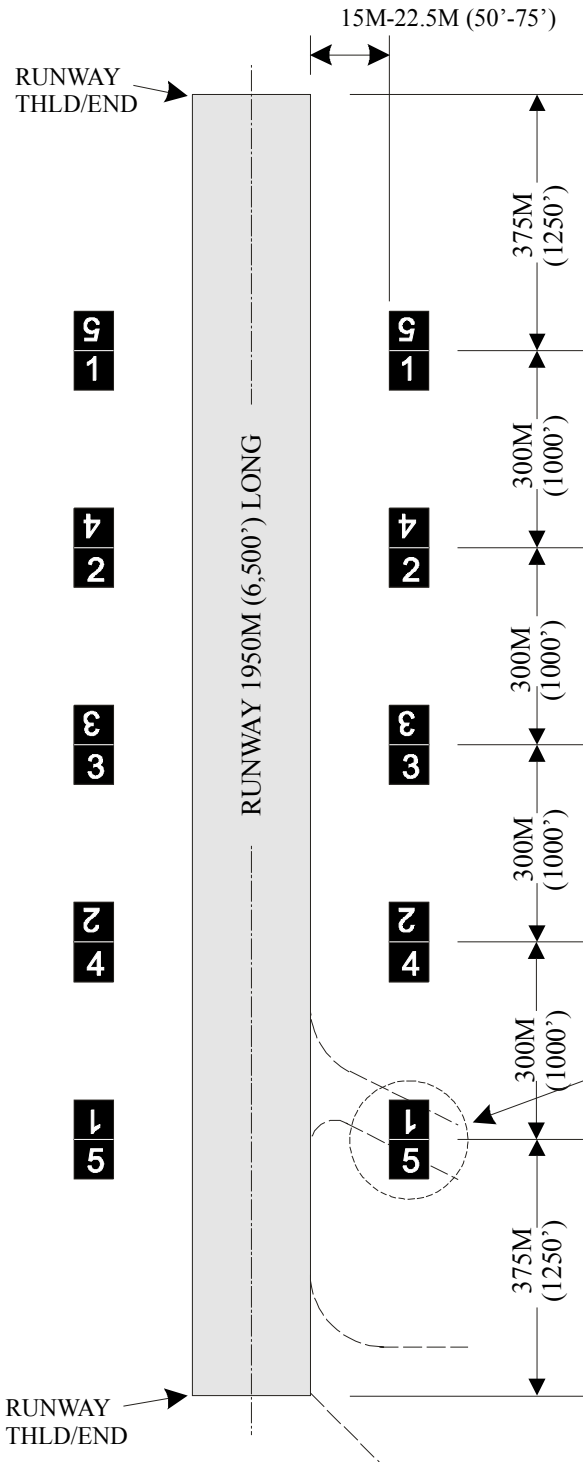 15M-22.5M (50’-75’)
RUNWAY
THLD/END
375M
(1250’)
5
1
5
1
300M
(1000’)
4
2
4
2
RUNWAY 1950M (6,500’) LONG
300M
(1000’)
3
3
3
3
300M
(1000’)
2
4
2
4
300M
(1000’)
1
5
1
5
375M
(1250’)
RUNWAY
THLD/END